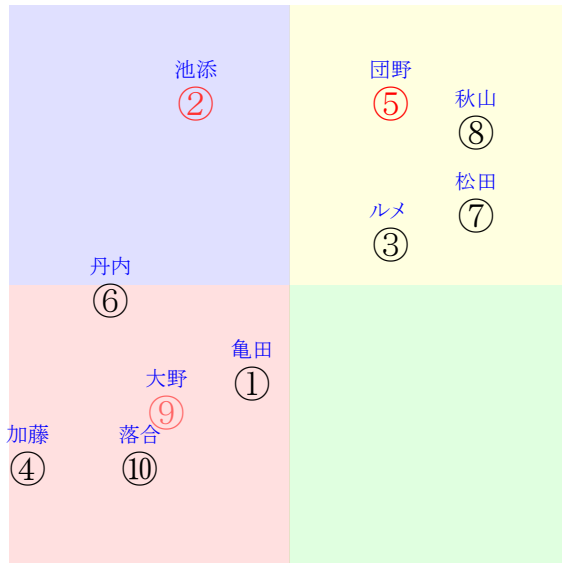 池添
②
団野
⑤
秋山
⑧
松田
⑦
ルメ
③
丹内
⑥
亀田
①
大野
⑨
加藤
④
落合
⑩